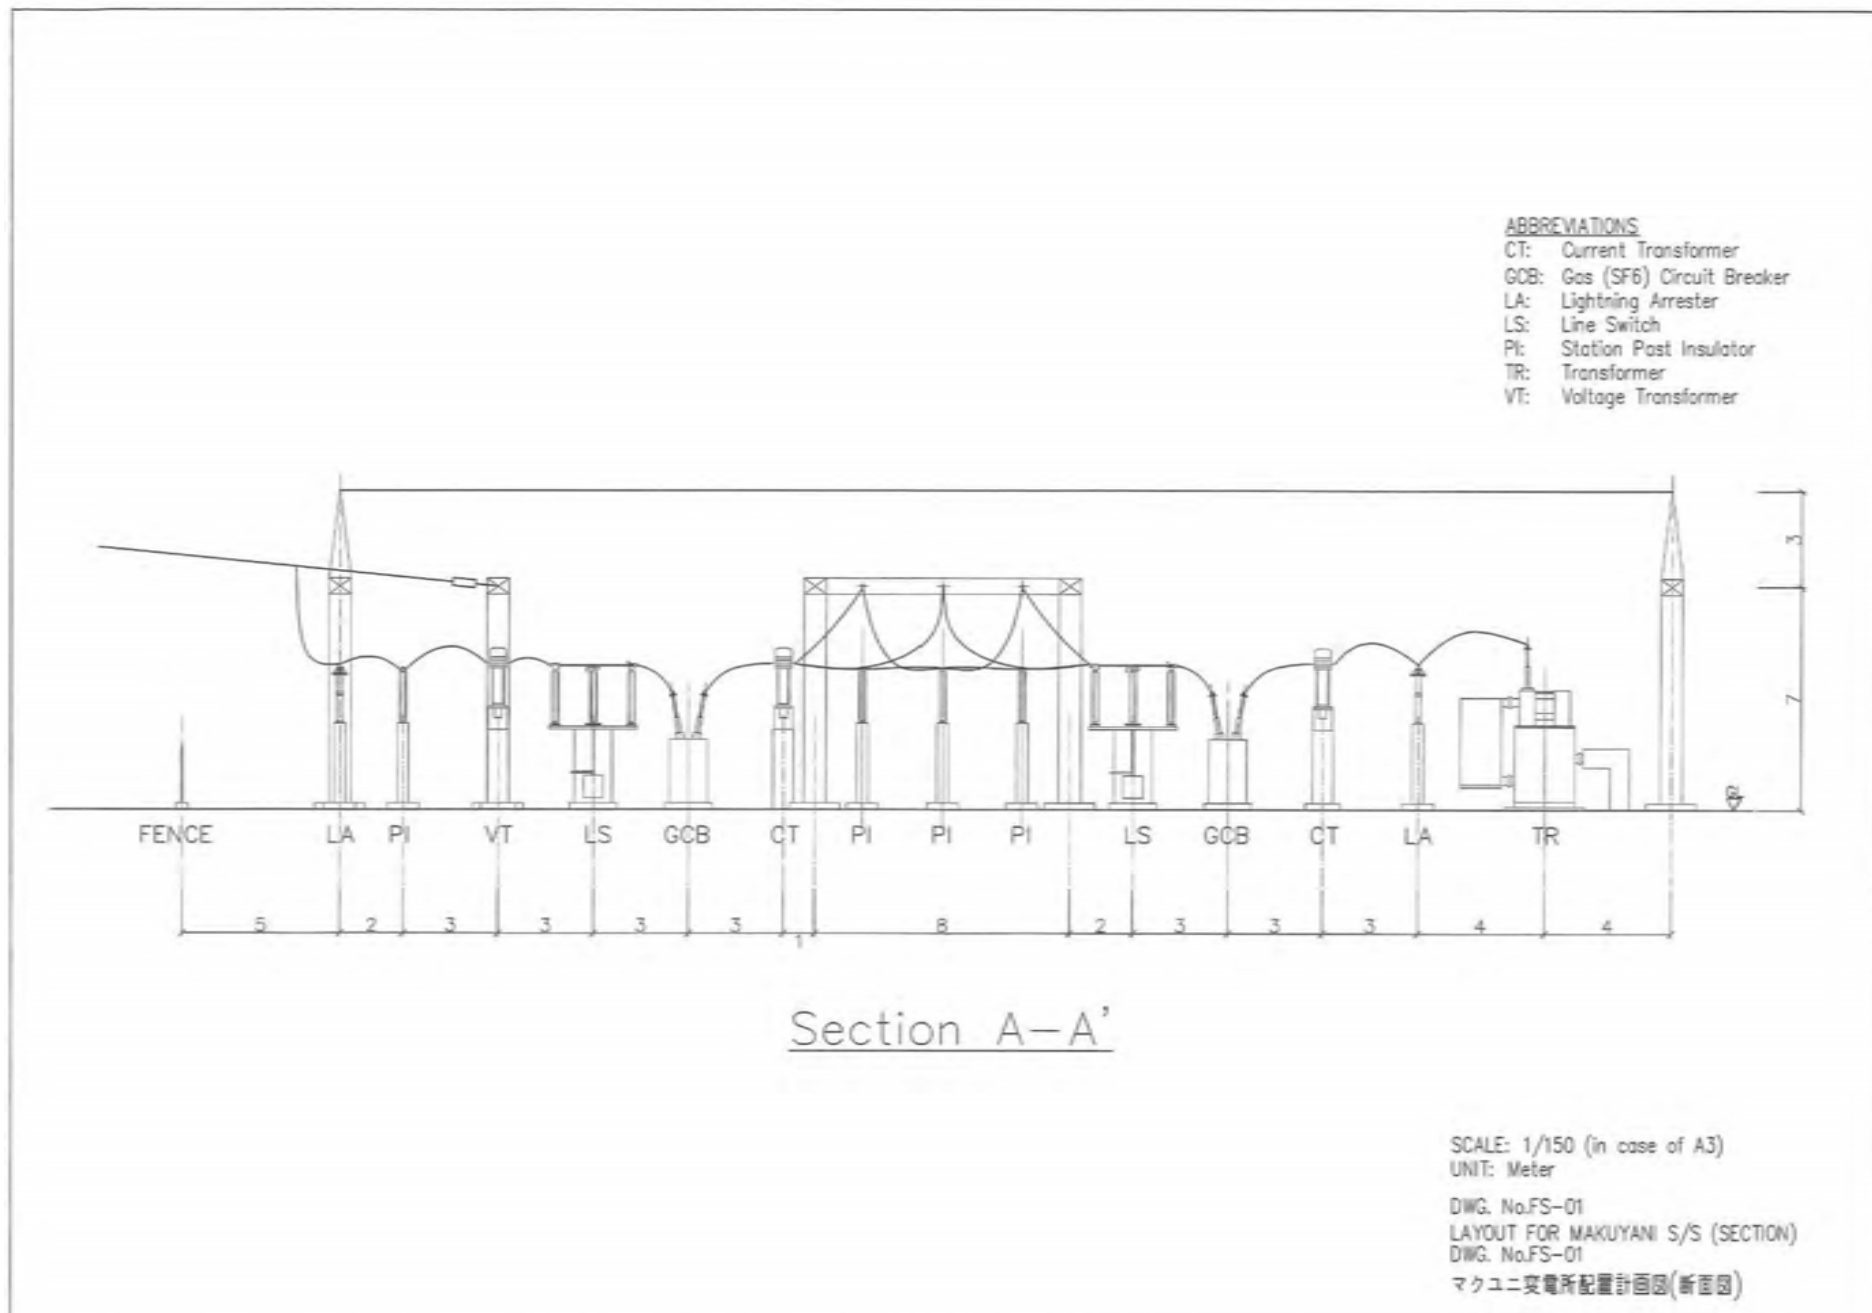 ABBREVIATIONS
CT: Current Transformer
GCB: Gas (SF6) Circuit Breaker
LA: Lightning Arrester
LS: Line Switch
PI: Station Post Insulator
TR: Transformer
VT: Voltage Transformer
3
7
GL
FENCE LA PI VT LS GCB CT PI PI PI LS GCB CT LA TR
5 2 3 3 3 3 1 8 2 3 3 3 4 4
Section A-A'
SCALE: 1/150 (in case of A3)
UNIT: Meter
DWG. No.FS-01
LAYOUT FOR MAKUYANI S/S (SECTION)
DWG. No.FS-01
マクユニ変電所配置計画図(断面図)